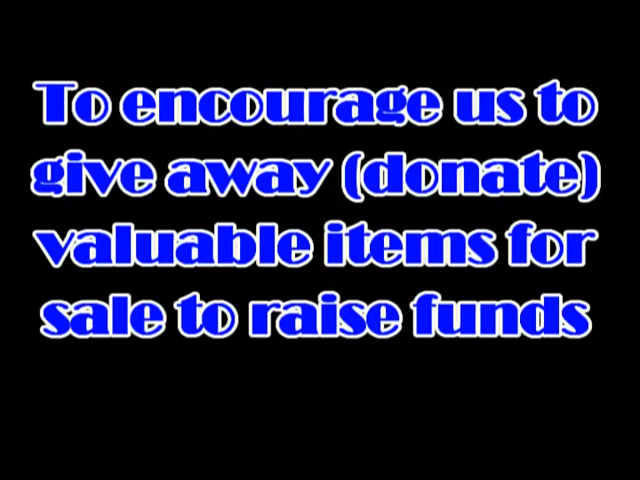 To encourage us to
give away (donate)
valuable items for
sale to raise funds